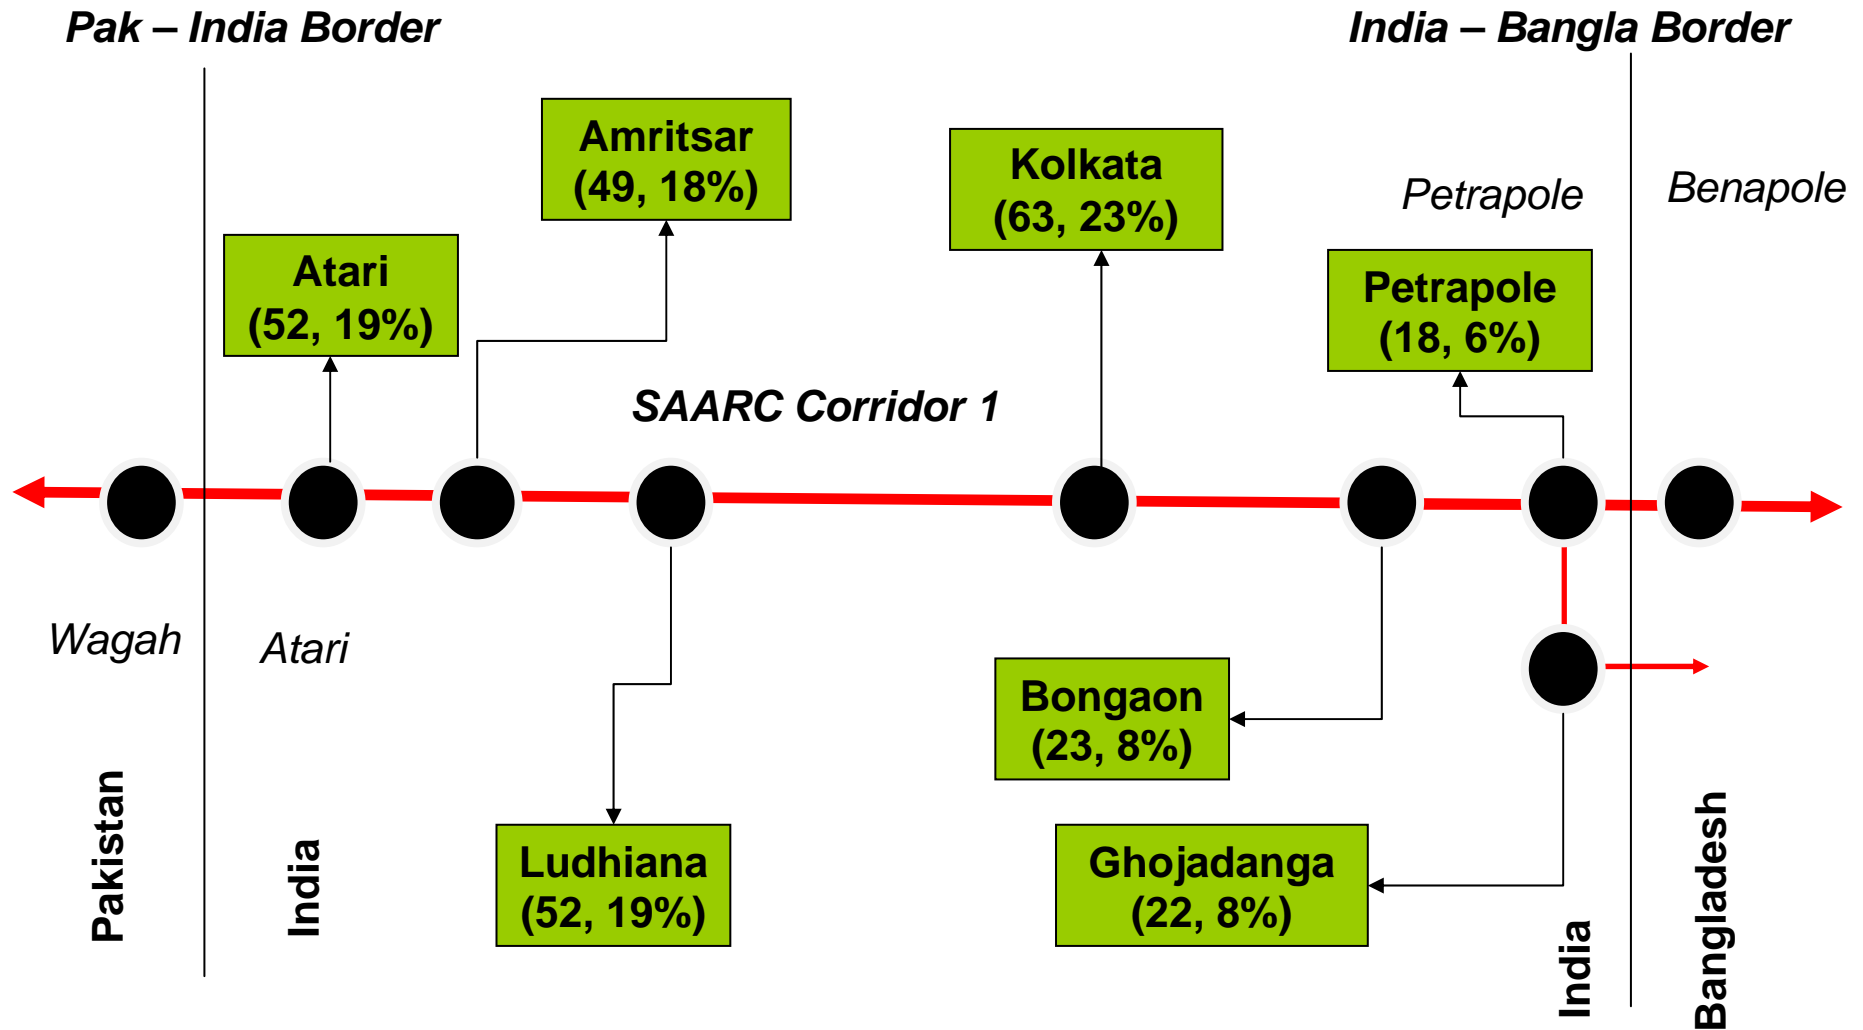 Pak – India Border
India – Bangla Border
Amritsar
(49, 18%)
Kolkata
(63, 23%)
Petrapole
Benapole
Atari
(52, 19%)
Petrapole
(18, 6%)
SAARC Corridor 1
Wagah
Atari
Bongaon
(23, 8%)
Ludhiana
(52, 19%)
Ghojadanga
(22, 8%)
Pakistan
India
India
Bangladesh